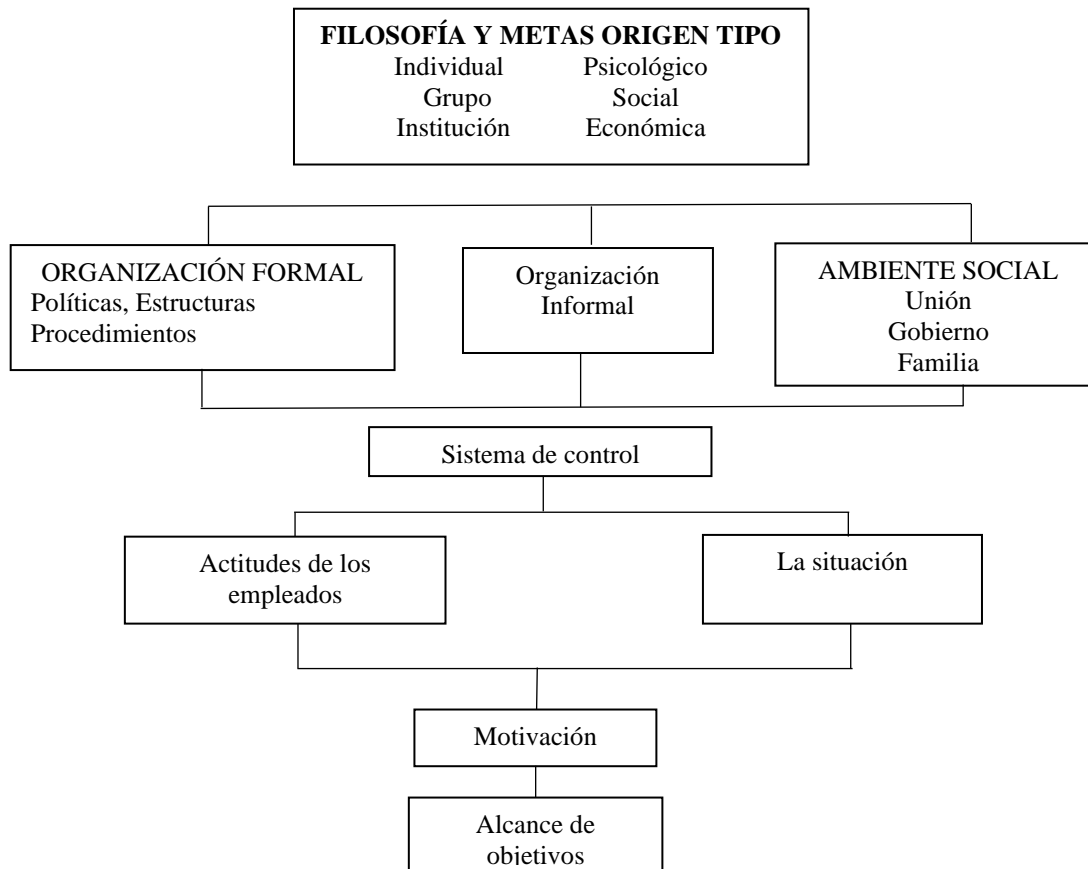 FILOSOFÍA Y METAS ORIGEN TIPO
Individual Psicológico
Grupo Social
Institución Económica
ORGANIZACIÓN FORMAL
Políticas, Estructuras
Procedimientos
Organización
Informal
AMBIENTE SOCIAL
Unión
Gobierno
Familia
Sistema de control
Actitudes de los
empleados
La situación
Motivación
Alcance de
objetivos